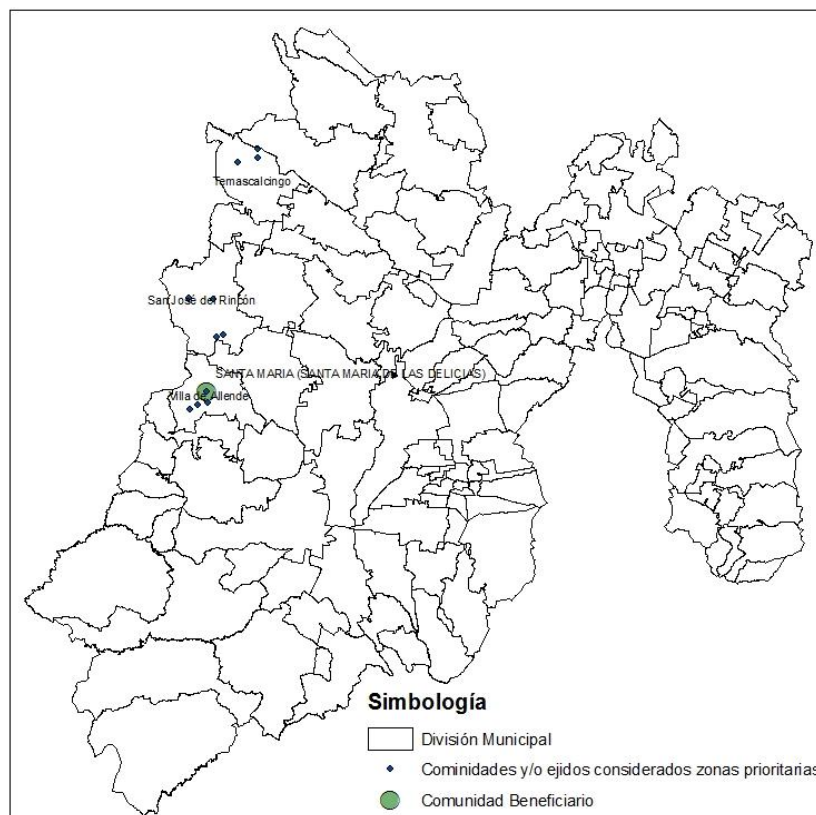 Temascalcingo
San José del Rincón
SANTA MARIA (SANTA MARIA DE LAS DELICIAS)
Villa de Allende
Simbología
División Municipal
Cominidades y/o ejidos considerados zonas prioritarias
Comunidad Beneficiario